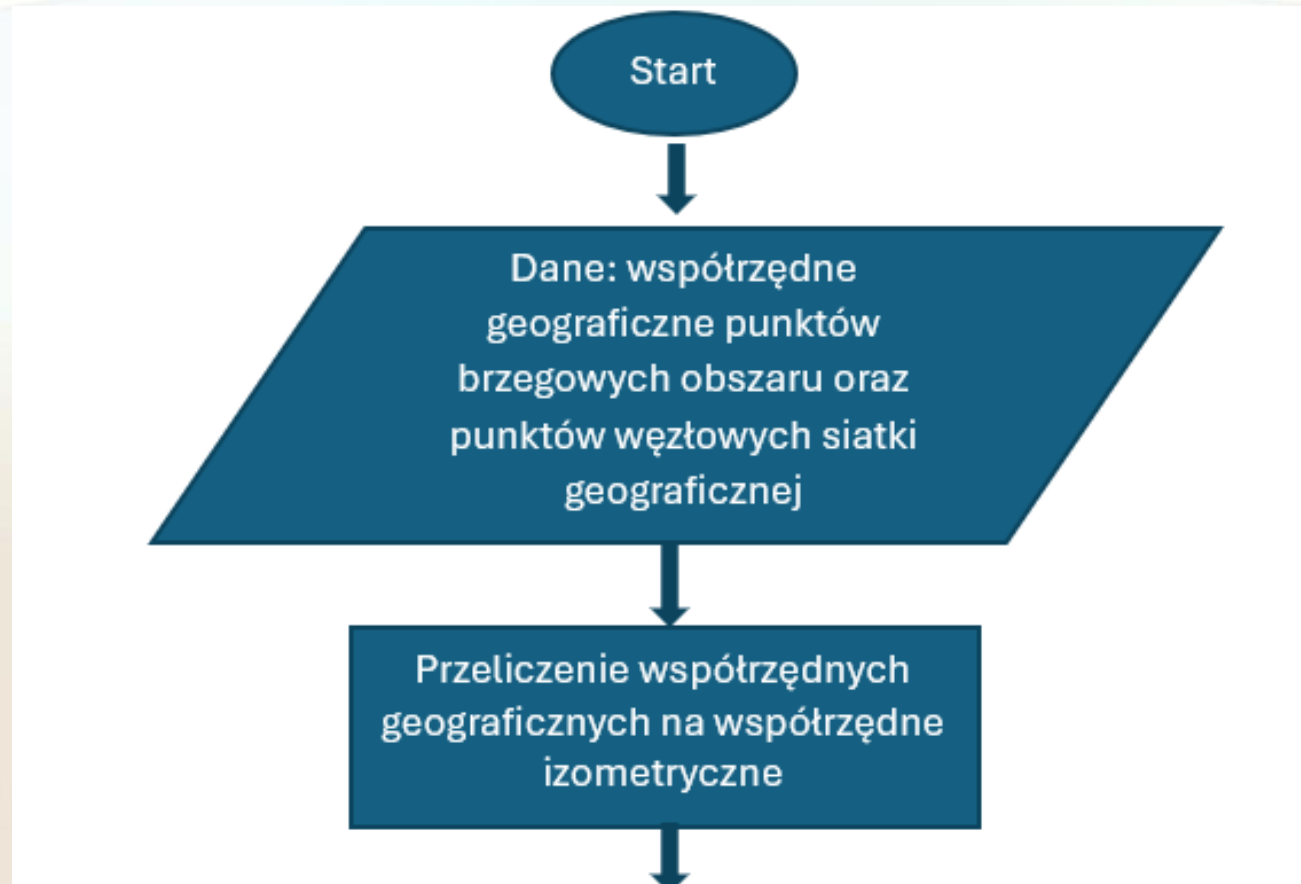 Start
Dane: współrzędne
geograficzne punktów
brzegowych obszaru oraz
punktów węzłowych siatki
geograficznej
Przeliczenie współrzędnych
geograficznych na współrzędne
izometryczne